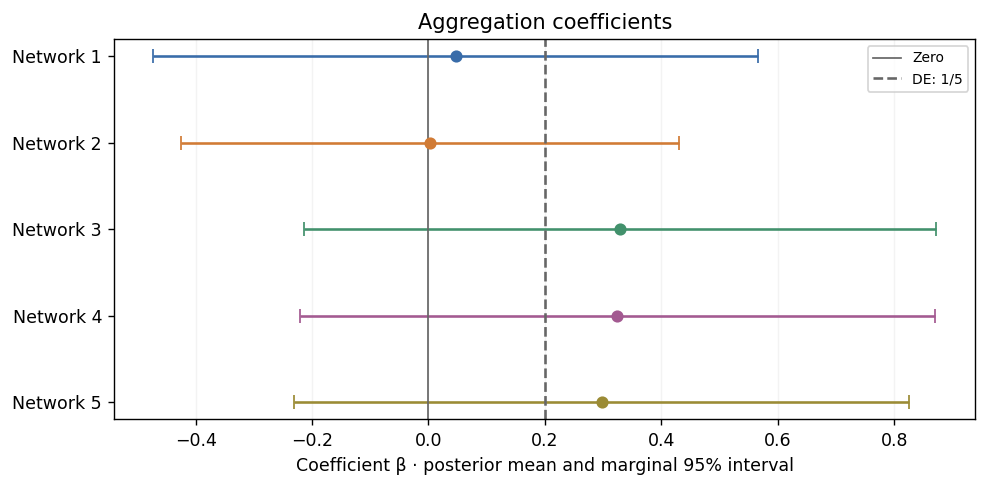 Aggregation coefficients
Network 1
Network 2
Network 3
Network 4
Network 5
Zero
DE: 1/5
−0.4
−0.2
0.0
0.2
0.4
0.6
0.8
Coefficient β · posterior mean and marginal 95% interval